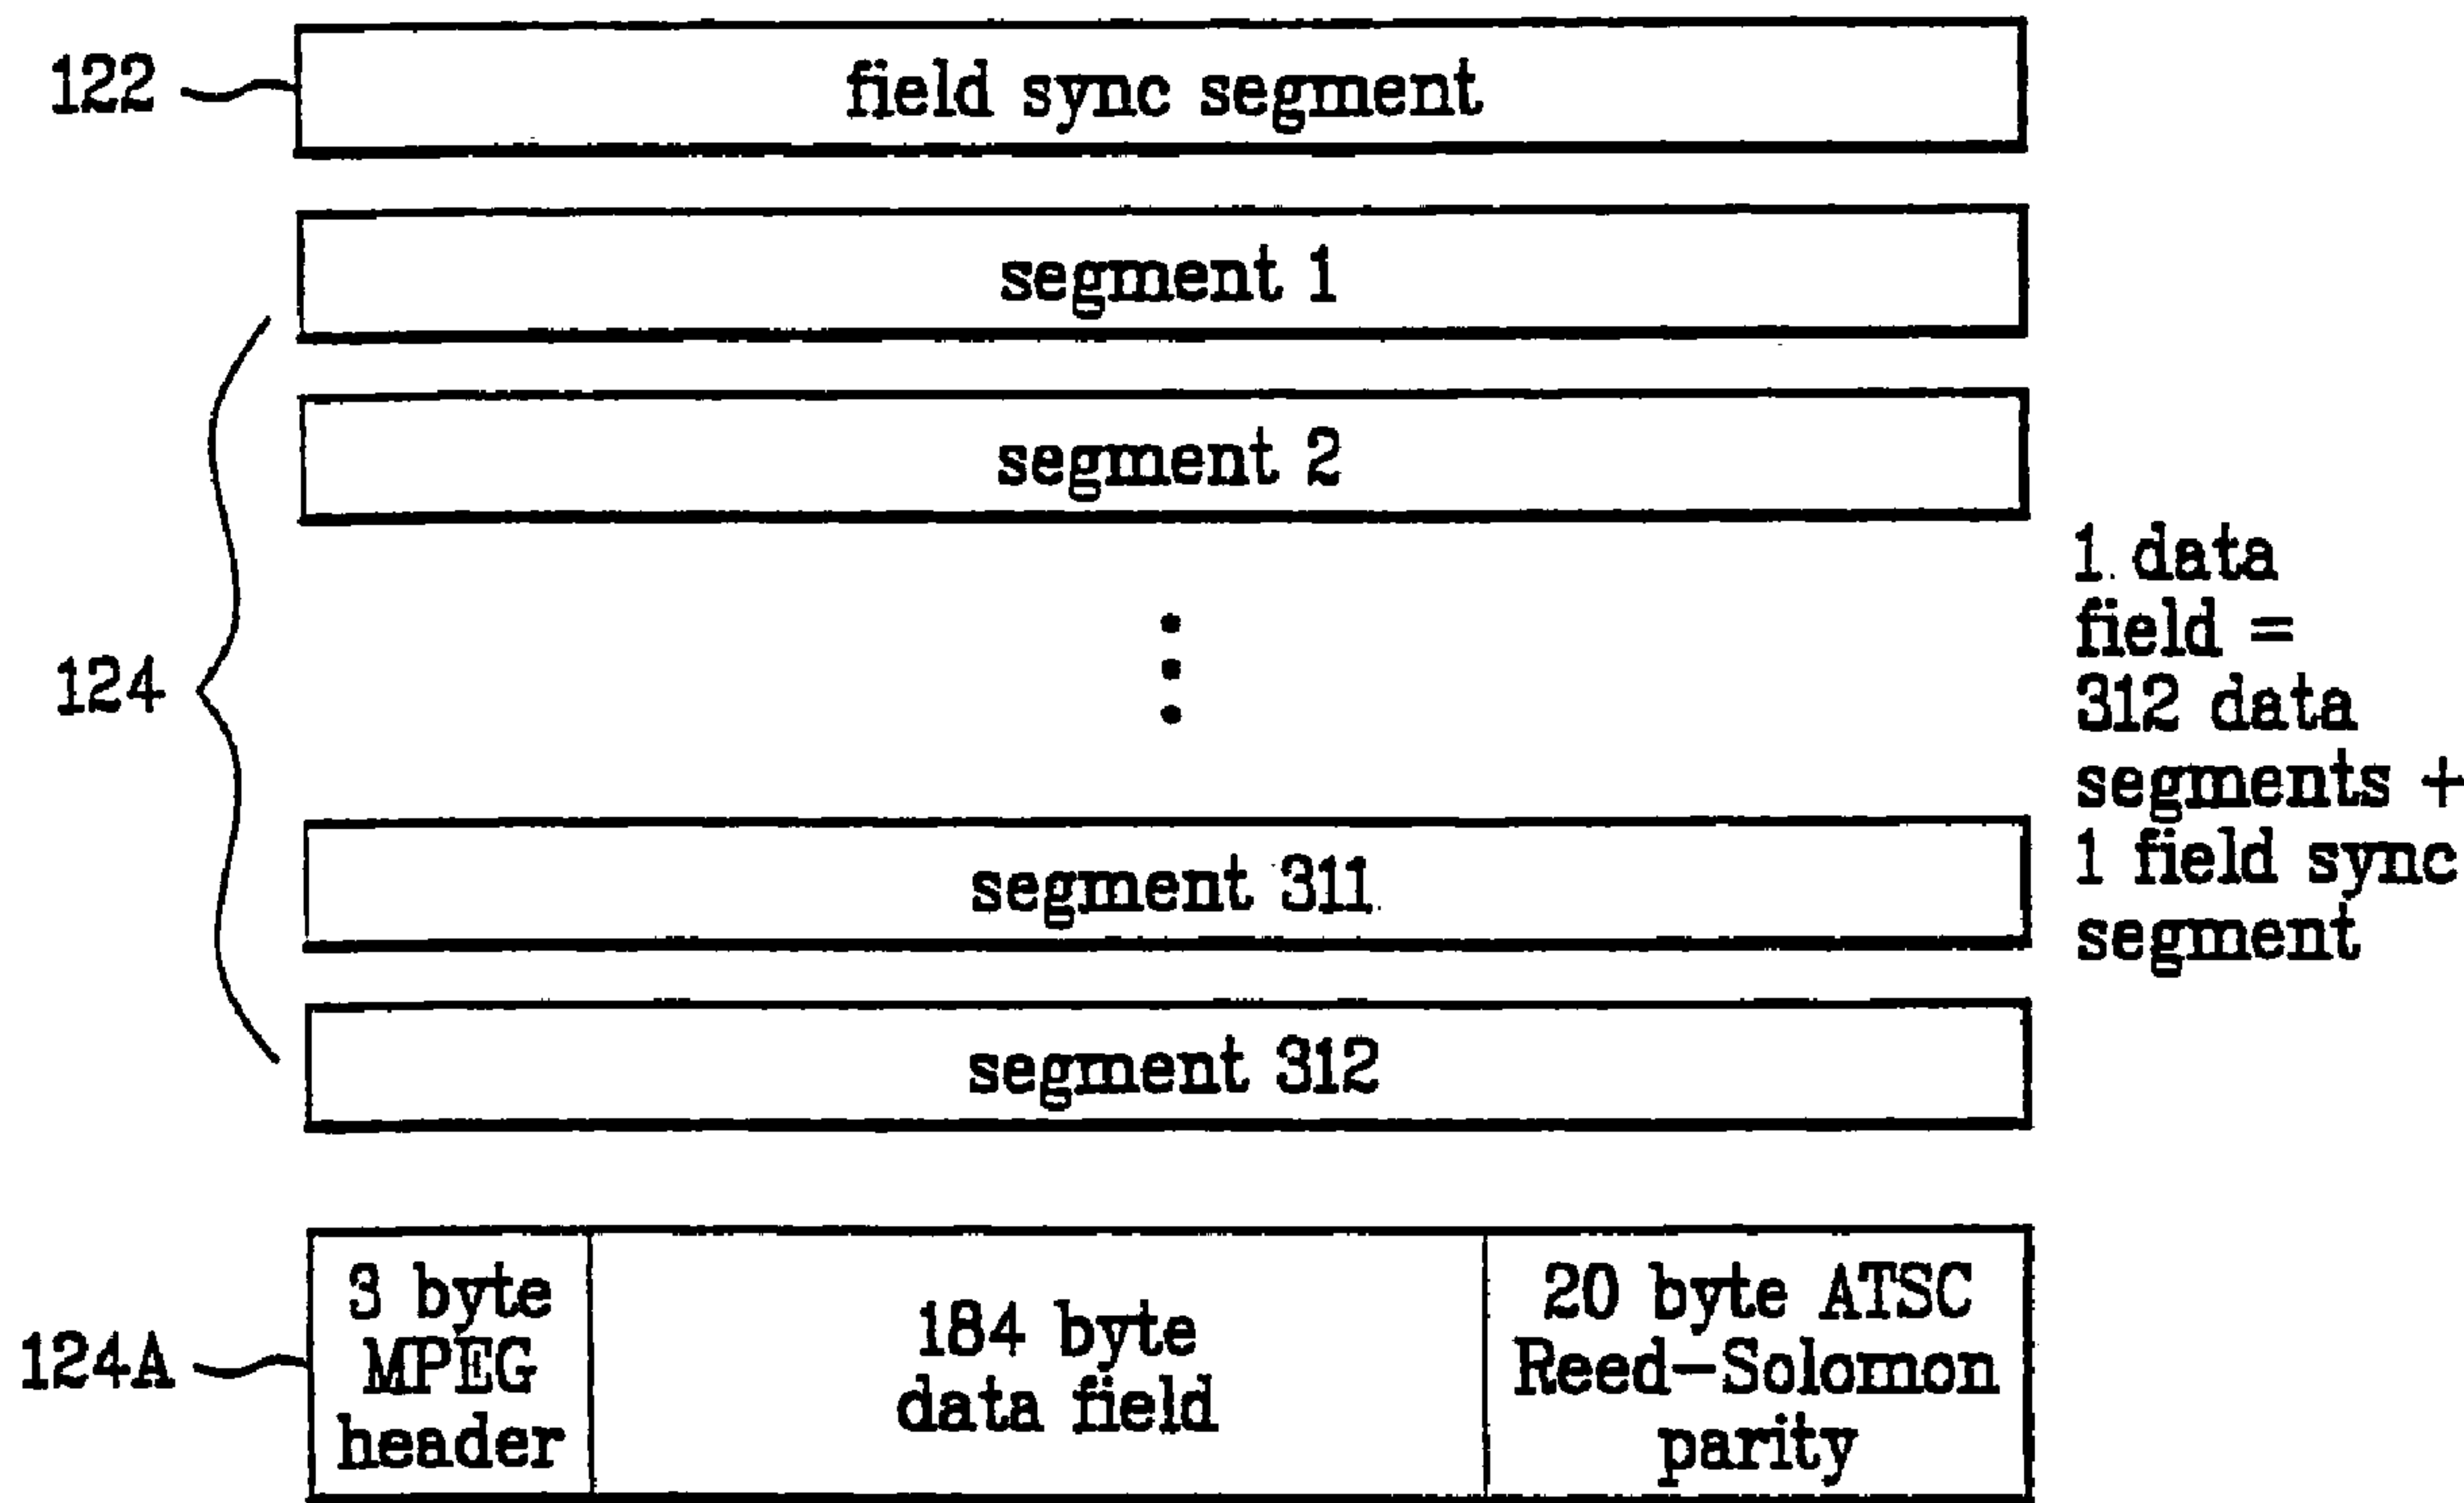 122
field sync segment
segment 1
segment 2
124
1 data
field =
312 data
segments +
1 field sync
segment
segment 311
segment 312
124A
3 byte
MPEG
header
184 byte
data field
20 byte ATSC
Reed-Solomon
parity